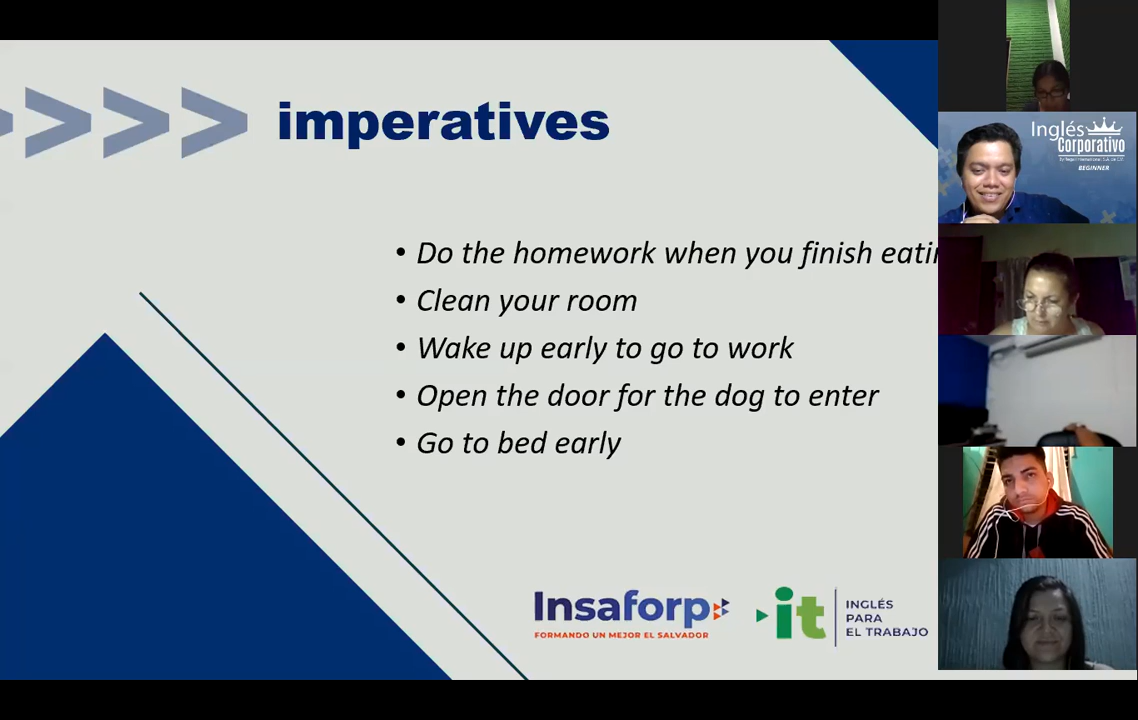 imperatives
• Do the homework when you finish
• Clean your room
• Wake up early to go to work
• Open the door for the dog to enter
• Go to bed early
Insaforp
FORMANDO UN MEJOR EL SALVADOR
it
INGLÉS
PARA
EL TRABAJO
Inglés
Corporativo
BEGINNER